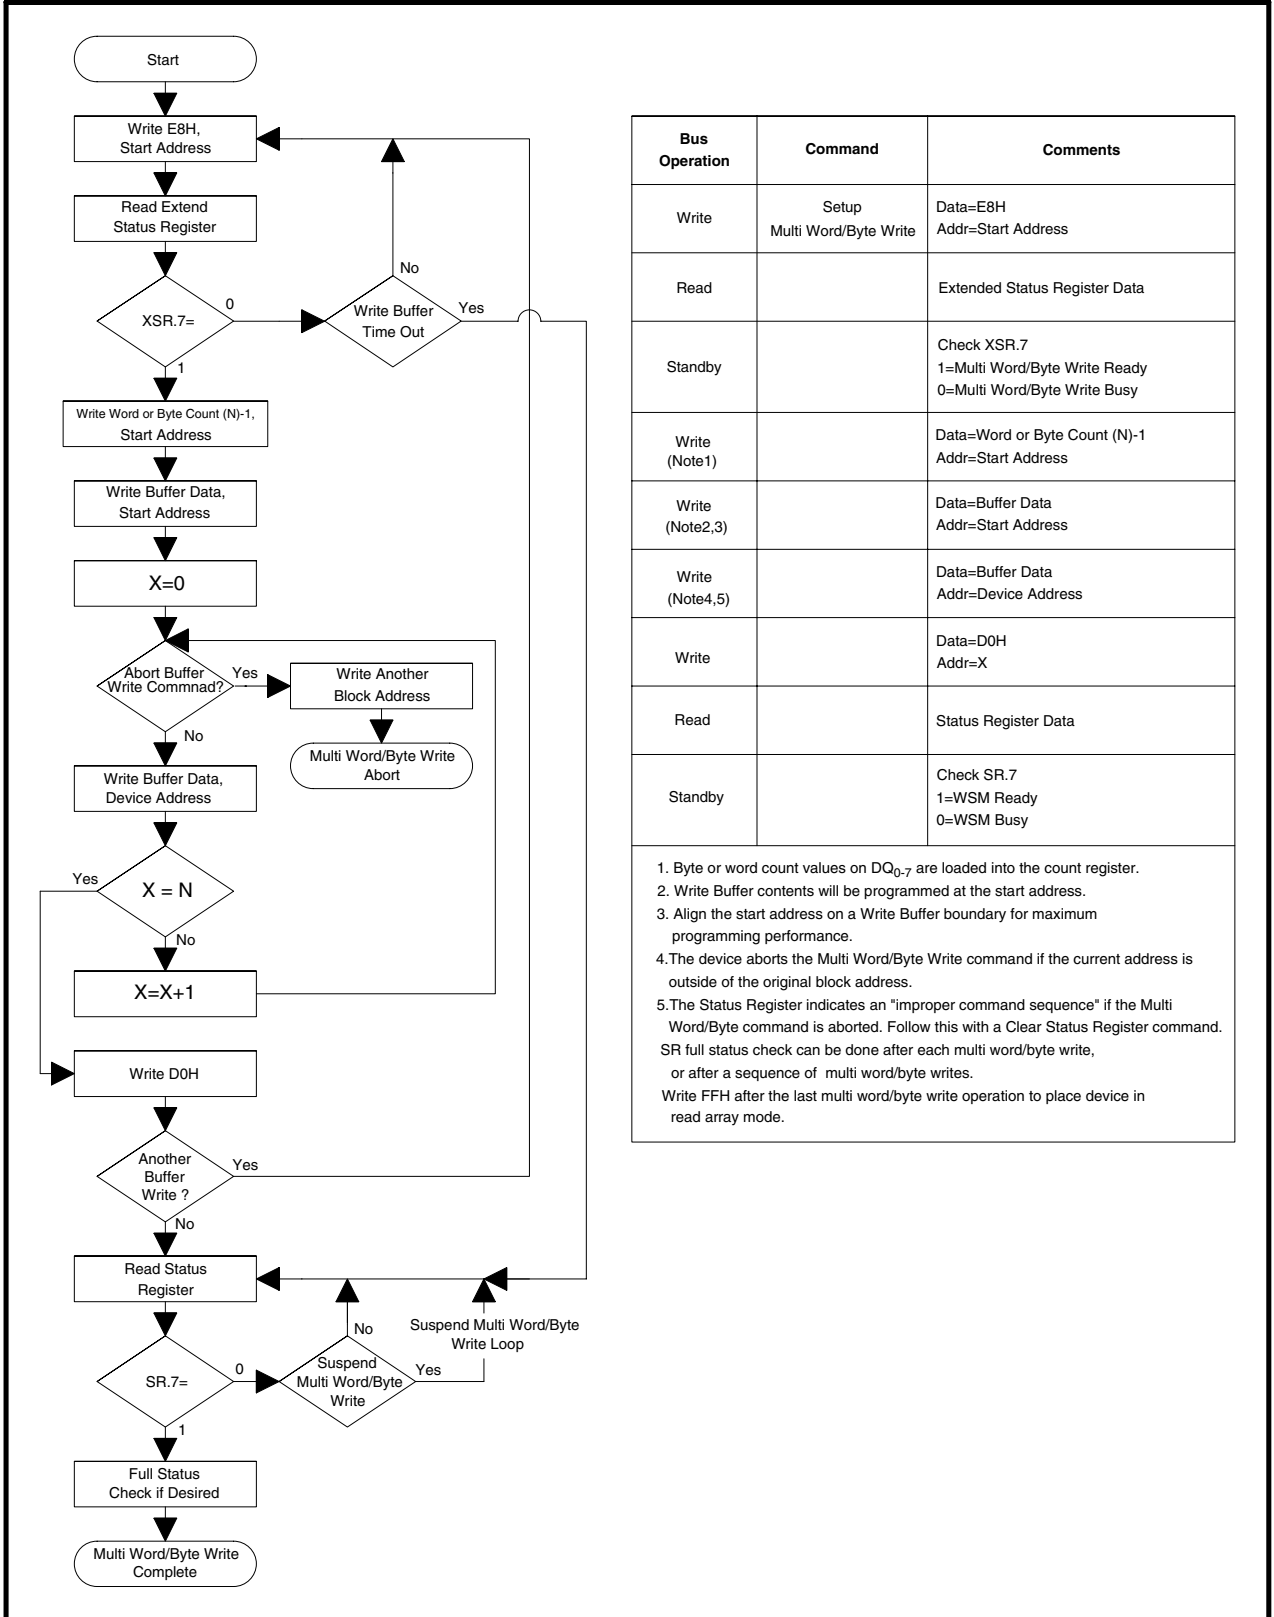 Start
Write E8H,
Start Address
Read Extend
Status Register
XSR.7=
0
1
Write Buffer
Time Out
No
Yes
Write Word or Byte Count (N)-1,
Start Address
Write Buffer Data,
Start Address
X=0
Abort Buffer
Write Commnad?
Yes
No
Write Another
Block Address
Multi Word/Byte Write
Abort
Write Buffer Data,
Device Address
X = N
Yes
No
X=X+1
Write D0H
Another
Buffer
Write ?
Yes
No
Read Status
Register
SR.7=
0
1
Suspend
Multi Word/Byte
Write
No
Yes
Suspend Multi Word/Byte
Write Loop
Full Status
Check if Desired
Multi Word/Byte Write
Complete
Bus
Operation
Command
Comments
Write
Setup
Multi Word/Byte Write
Data=E8H
Addr=Start Address
Read
Extended Status Register Data
Standby
Check XSR.7
1=Multi Word/Byte Write Ready
0=Multi Word/Byte Write Busy
Write
(Note1)
Data=Word or Byte Count (N)-1
Addr=Start Address
Write
(Note2,3)
Data=Buffer Data
Addr=Start Address
Write
(Note4,5)
Data=Buffer Data
Addr=Device Address
Write
Data=D0H
Addr=X
Read
Status Register Data
Standby
Check SR.7
1=WSM Ready
0=WSM Busy
1. Byte or word count values on DQ0-7 are loaded into the count register.
2. Write Buffer contents will be programmed at the start address.
3. Align the start address on a Write Buffer boundary for maximum
programming performance.
4.The device aborts the Multi Word/Byte Write command if the current address is
outside of the original block address.
5.The Status Register indicates an "improper command sequence" if the Multi
Word/Byte command is aborted. Follow this with a Clear Status Register command.
SR full status check can be done after each multi word/byte write,
or after a sequence of multi word/byte writes.
Write FFH after the last multi word/byte write operation to place device in
read array mode.